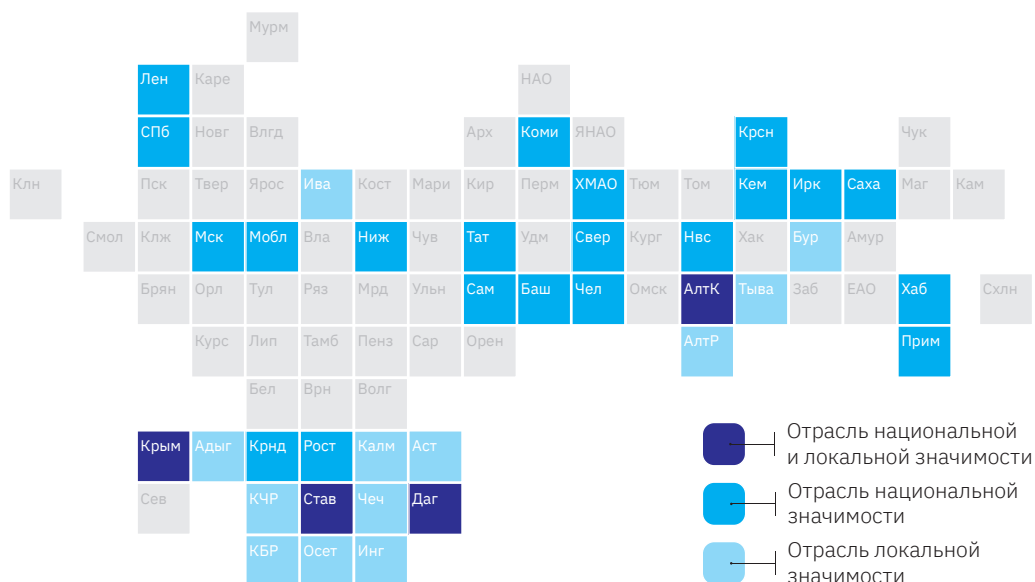 Мурм
Лен Каре НАО
СПб Новг Влгд Арх Коми ЯНАО Крсн Чук
Клн Пск Твер Ярос Ива Кост Мари Кир Перм ХМАО Тюм Том Кем Ирк Саха Маг Кам
Смол Клж Мск Мобл Вла Ниж Чув Тат Удм Свер Кург Нвс Хак Бур Амур
Брян Орл Тул Ряз Мрд Ульн Сам Баш Чел Омск АлтК Тыва Заб ЕАО Хаб Схлн
Курс Лип Тамб Пенз Сар Орен АлтР Прим
Бел Врн Волг
Крым Адыг Крнд Рост Калм Аст
Сев КЧР Став Чеч Даг
КБР Осет Инг
Отрасль национальной
и локальной значимости
Отрасль национальной
значимости
Отрасль локальной
значимости